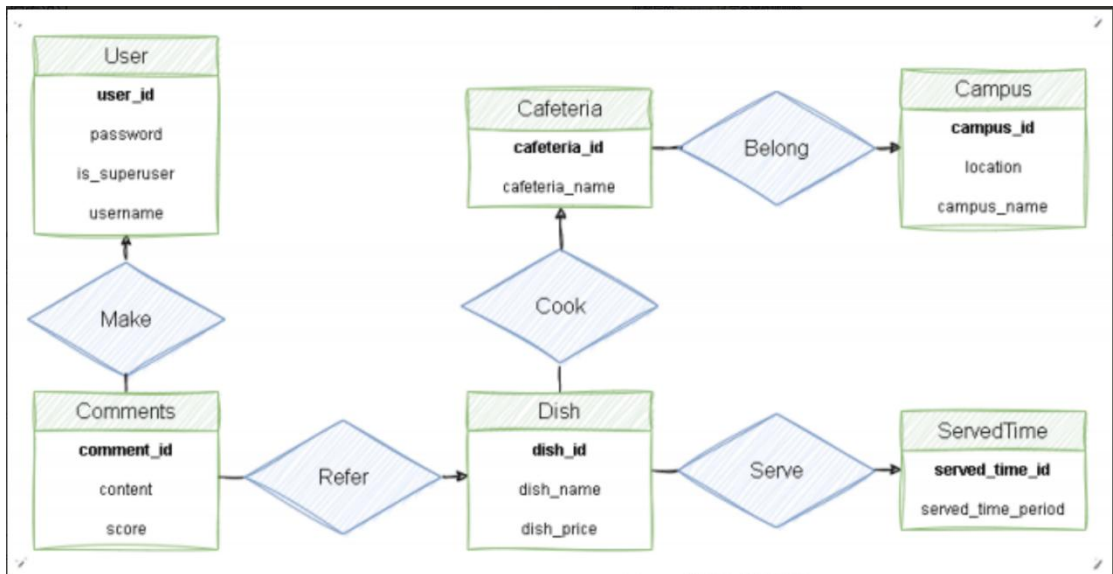 User
user_id
password
is_superuser
username
Make
Comments
comment_id
content
score
Refer
Cafeteria
cafeteria_id
cafeteria_name
Cook
Dish
dish_id
dish_name
dish_price
Belong
Campus
campus_id
location
campus_name
Serve
ServedTime
served_time_id
served_time_period